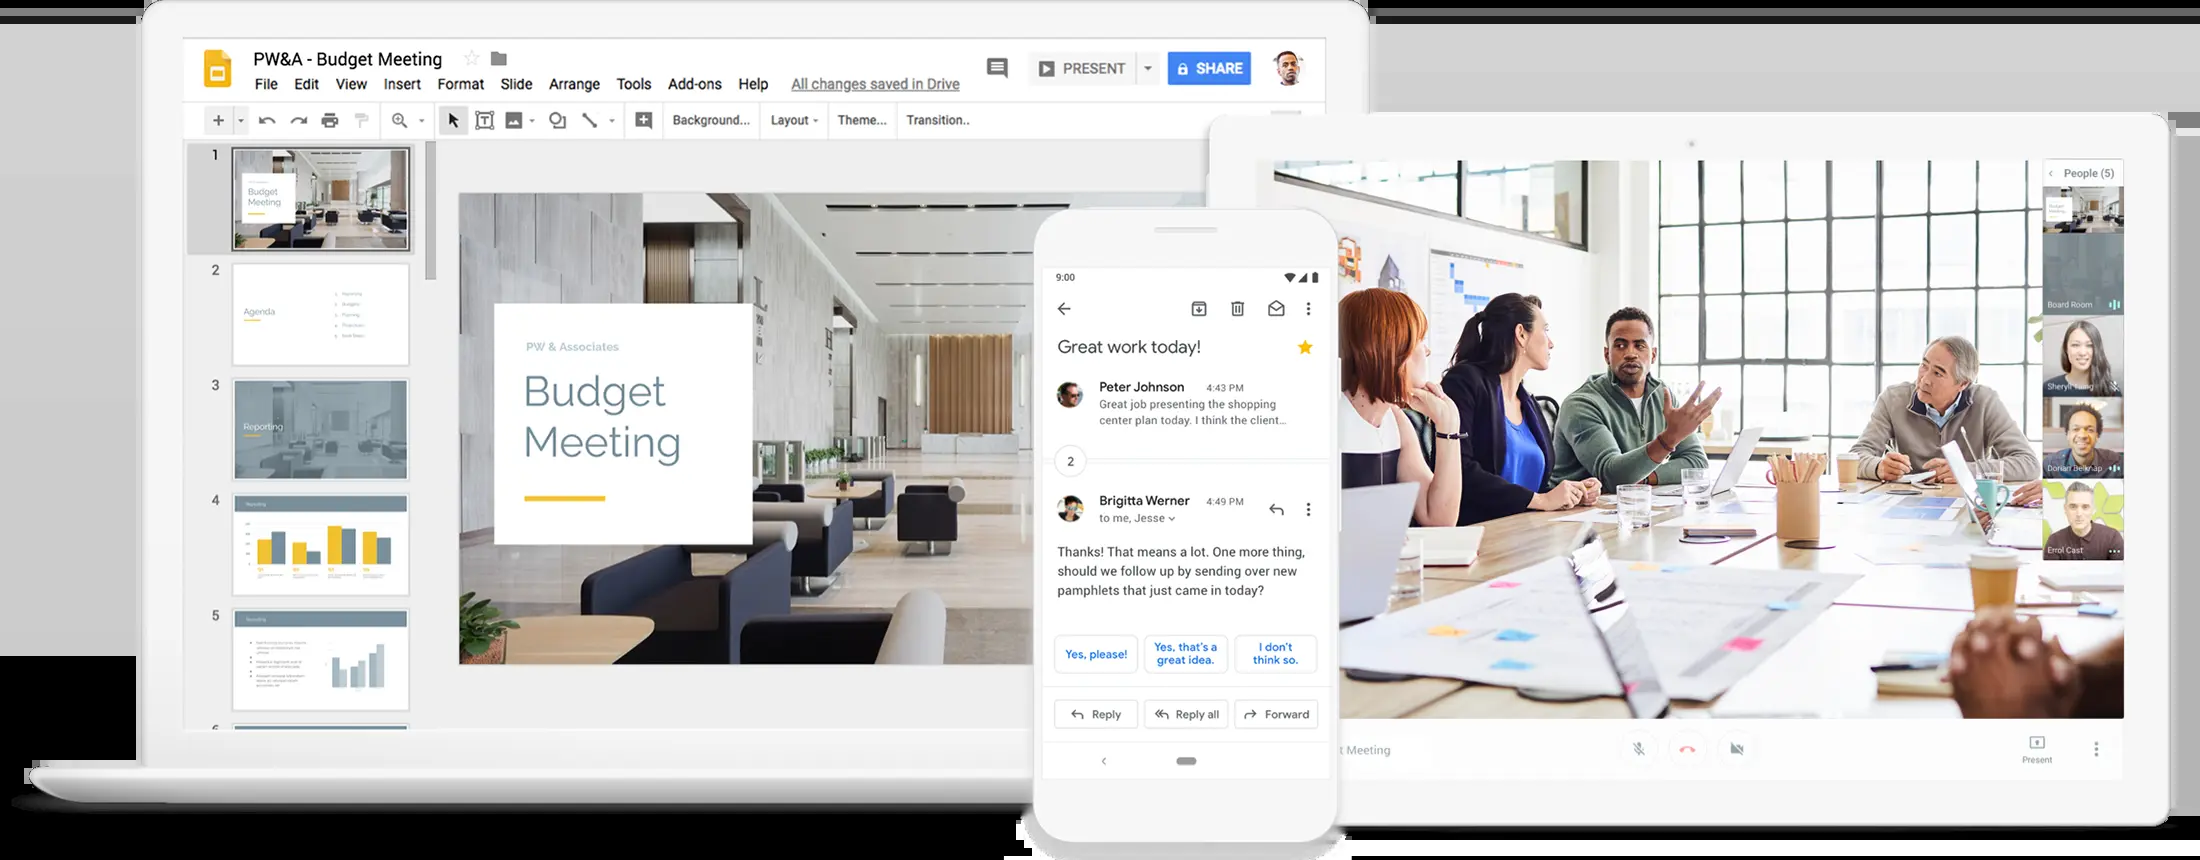 PW&A - Budget Meeting
File Edit View Insert Format Slide Arrange Tools Add-ons Help All changes saved in Drive
PRESENT
SHARE
Background... Layout Theme... Transition..
1
Budget
Meeting
2
Agenda
3
Reporting
4
Reporting
5
Reporting
PW & Associates
Budget
Meeting
9:00
Great work today!
Peter Johnson 4:43 PM
Great job presenting the shopping
center plan today. I think the client...
2
Brigitta Werner 4:49 PM
to me, Jesse
Thanks! That means a lot. One more thing,
should we follow up by sending over new
pamphlets that just came in today?
Yes, please!
Yes, that's a
great idea.
I don't
think so.
Reply
Reply all
Forward
People (5)
Budget
Meeting
Board Room
Dorian Belknap
Errol Cast
t Meeting
Present